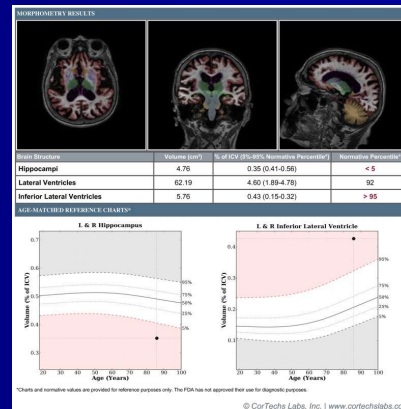 MORPHOMETRY RESULTS
Brain Structure Volume (cm³) % of ICV (5%-95% Normative Percentile*) Normative Percentile*
Hippocampi 4.76 0.35 (0.41-0.56) < 5
Lateral Ventricles 62.19 4.60 (1.89-4.78) 92
Inferior Lateral Ventricles 5.76 0.43 (0.15-0.32) > 95
AGE-MATCHED REFERENCE CHARTS*
L & R Hippocampus
Volume (% of ICV)
0.7
0.6
0.5
0.4
0.3
95%
75%
50%
25%
5%
20 30 40 50 60 70 80 90 100
Age (Years)
L & R Inferior Lateral Ventricle
Volume (% of ICV)
0.4
0.3
0.2
0.1
95%
75%
50%
25%
5%
20 30 40 50 60 70 80 90 100
Age (Years)
*Charts and normative values are provided for reference purposes only. The FDA has not approved their use for diagnostic purposes.
© CorTechs Labs, Inc. | www.cortechslabs.co